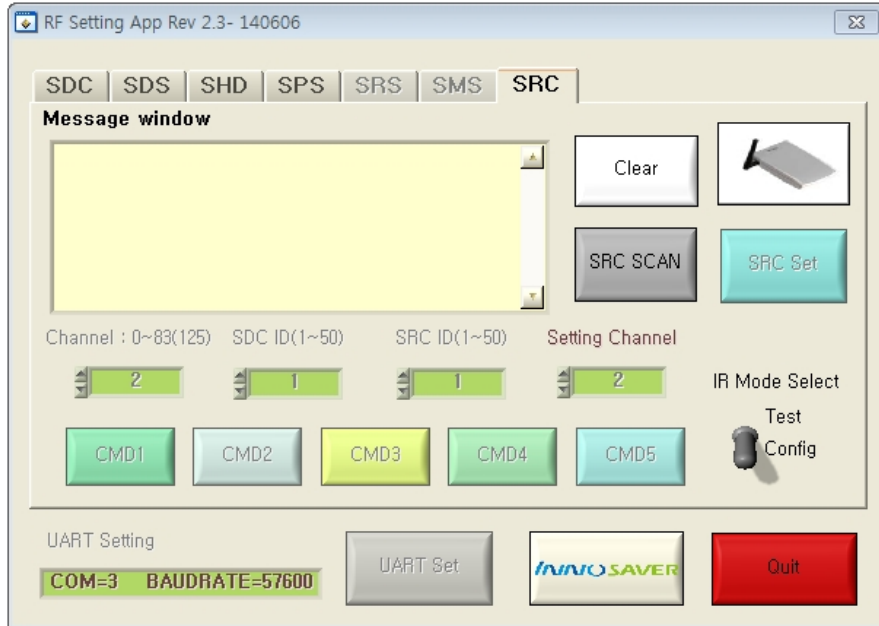 RF Setting App Rev 2.3- 140606
SDC SDS SHD SPS SRS SMS SRC
Message window
Clear
SRC SCAN
SRC Set
Channel : 0~83(125) SDC ID(1~50) SRC ID(1~50) Setting Channel
2 1 1 2
IR Mode Select
Test
Config
CMD1 CMD2 CMD3 CMD4 CMD5
UART Setting
COM=3 BAUDRATE=57600
UART Set
INNOSAVER
Quit